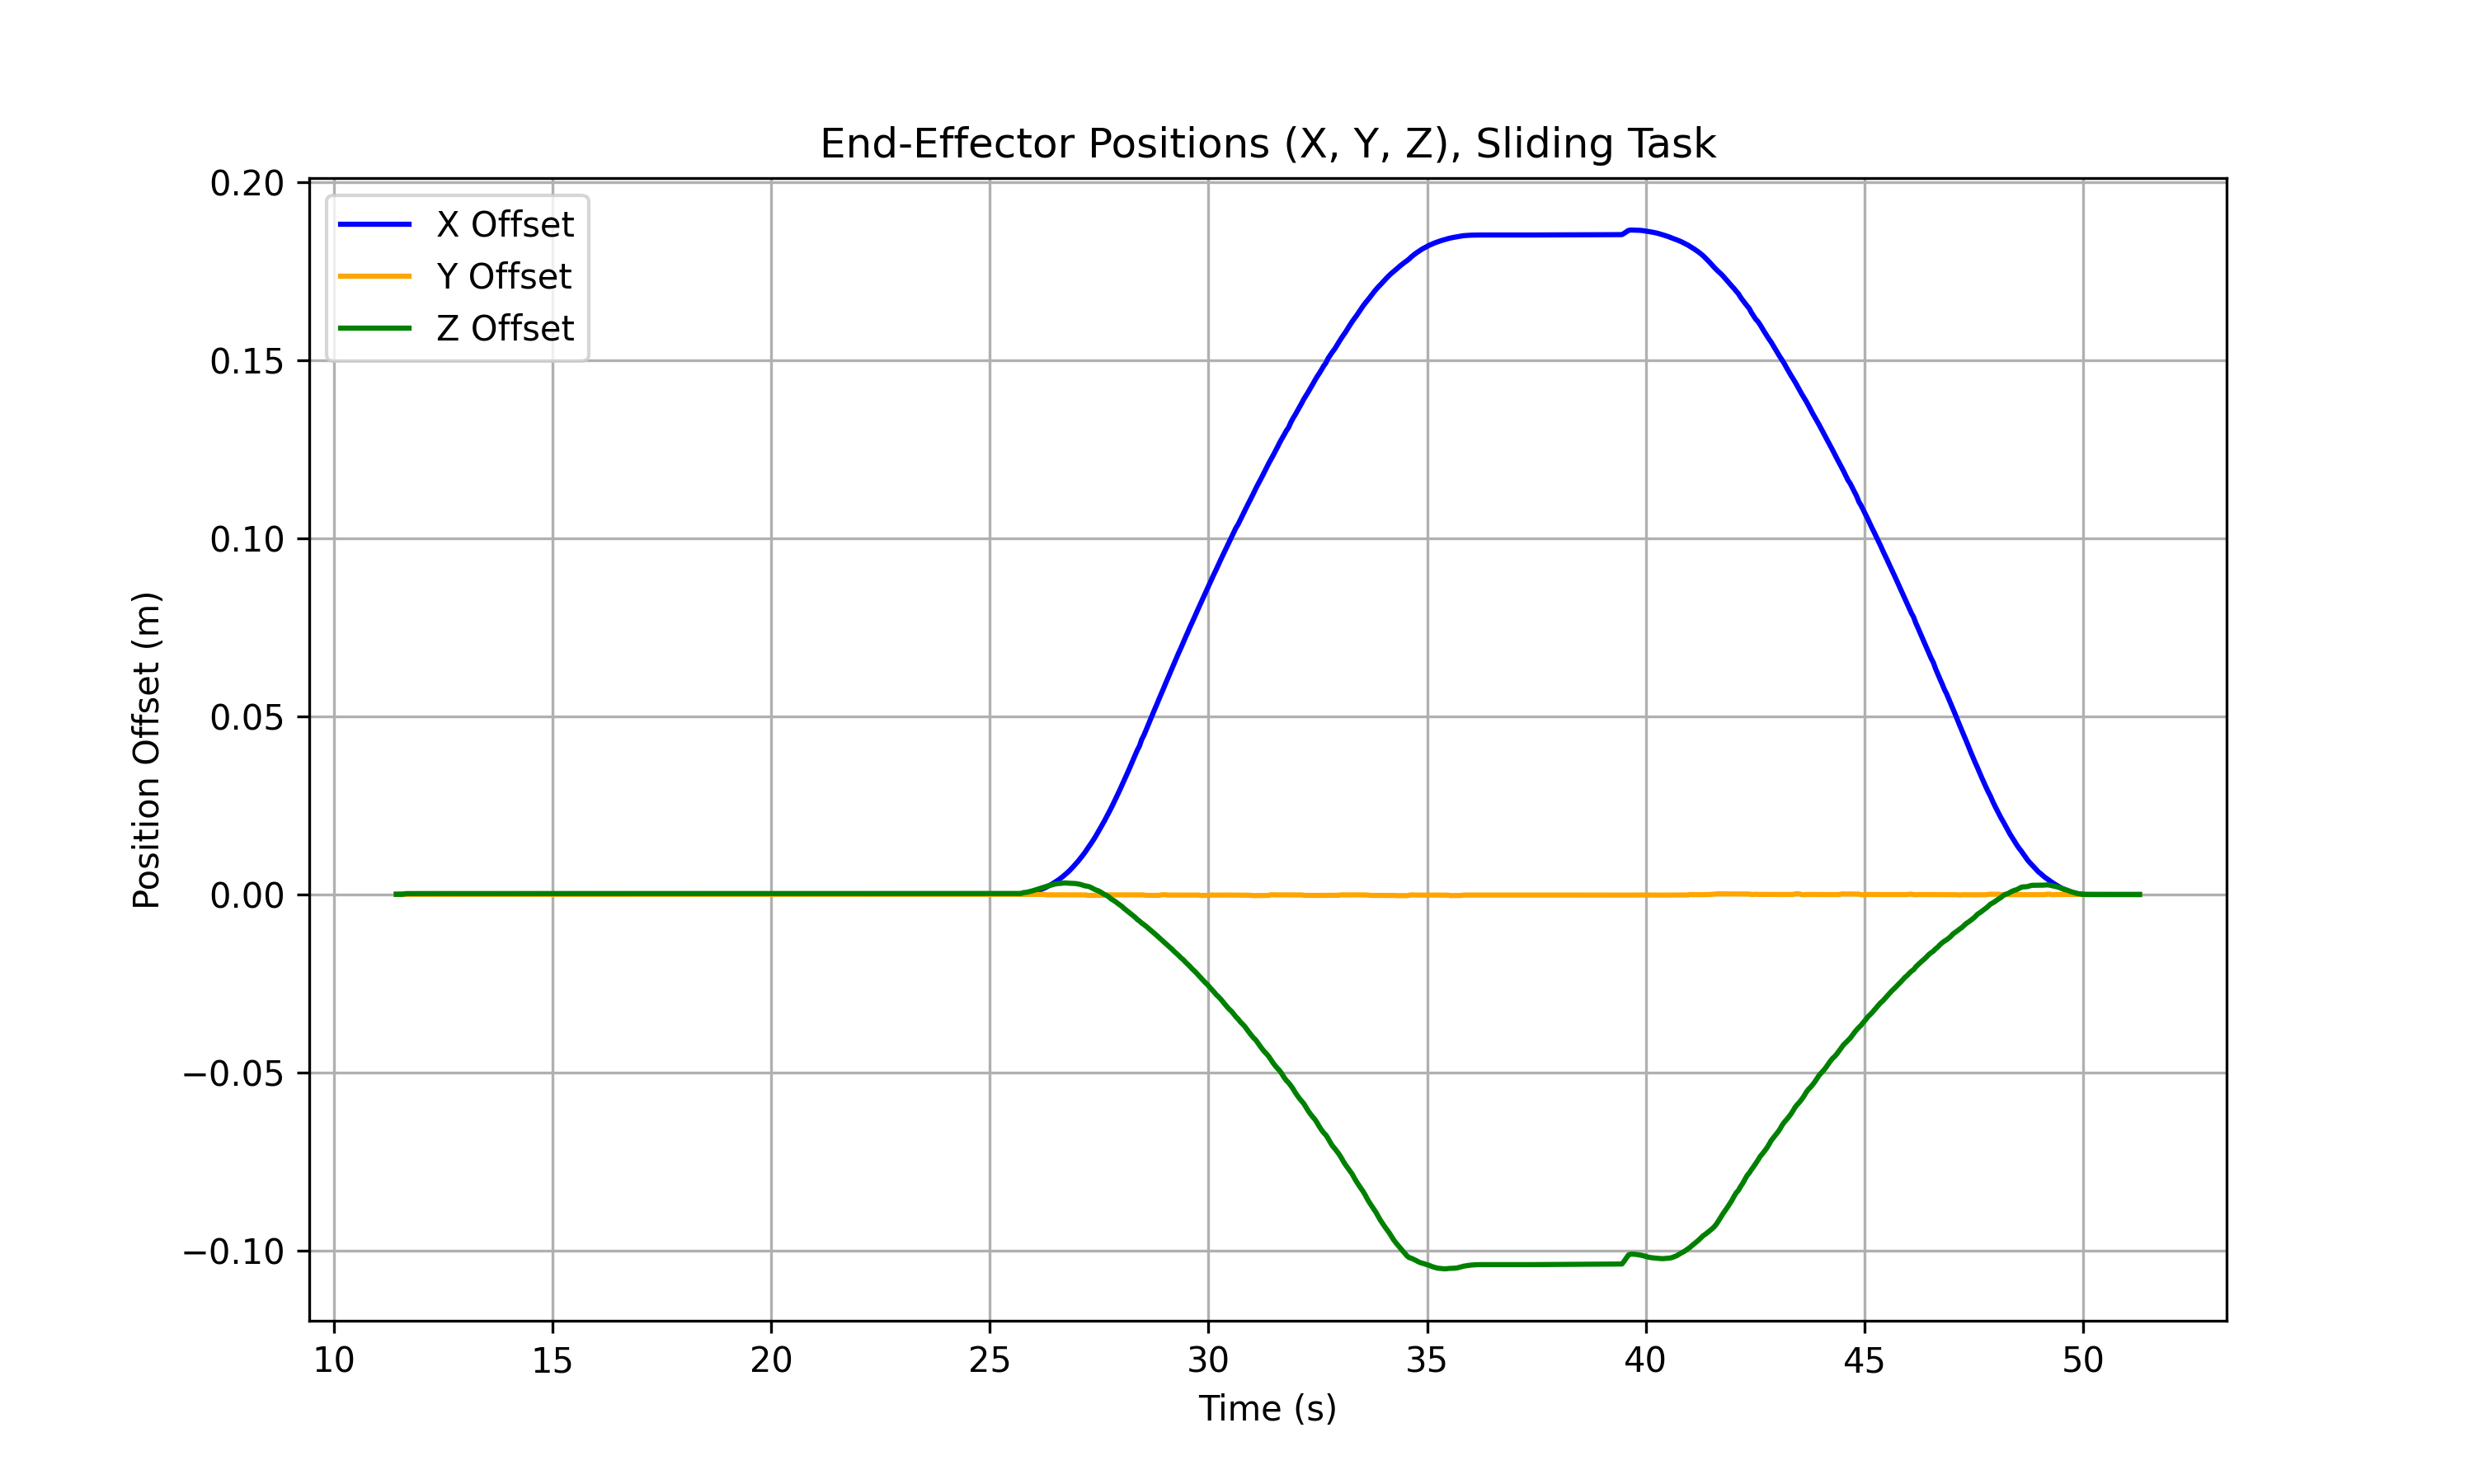 End-Effector Positions (X, Y, Z), Sliding Task
X Offset
Y Offset
Z Offset
0.20
0.15
0.10
0.05
0.00
−0.05
−0.10
Position Offset (m)
10 15 20 25 30 35 40 45 50
Time (s)